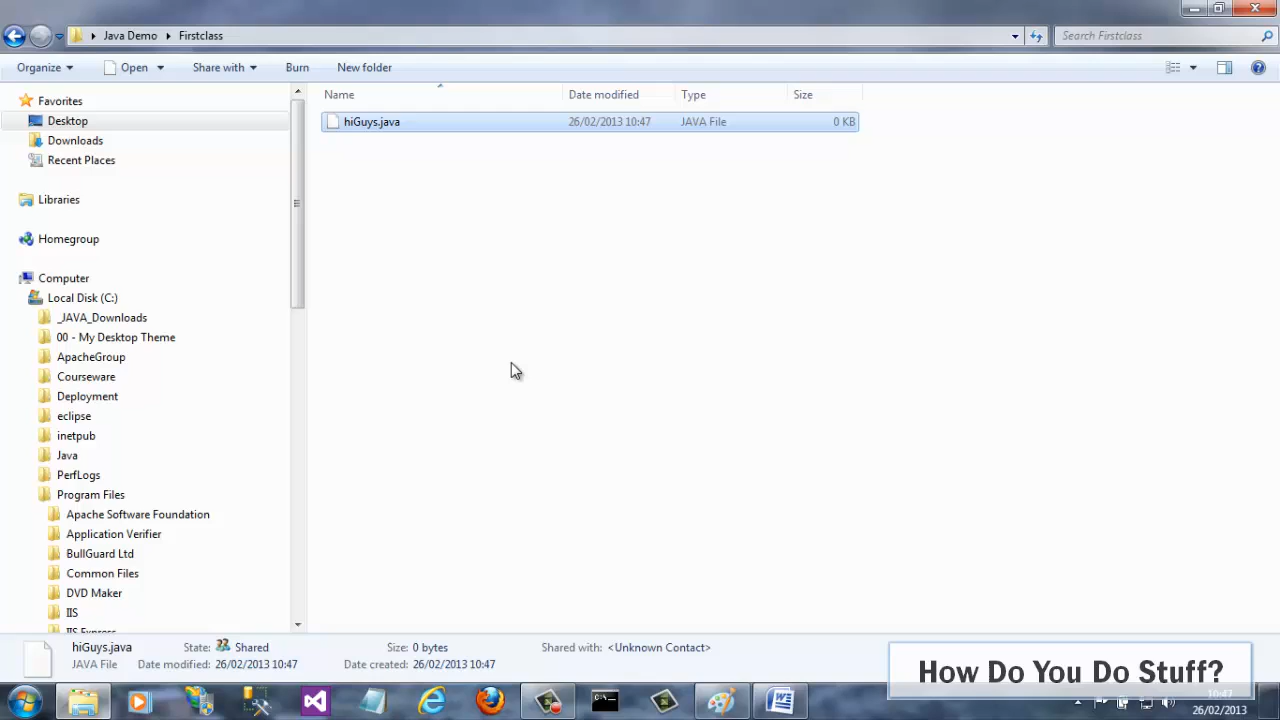 Java Demo Firstclass Search Firstclass
Organize Open Share with Burn New folder
Name Date modified Type Size
hiGuys.java 26/02/2013 10:47 JAVA File 0 KB
Favorites
Desktop
Downloads
Recent Places
Libraries
Homegroup
Computer
Local Disk (C:)
_JAVA_Downloads
00 - My Desktop Theme
ApacheGroup
Courseware
Deployment
eclipse
inetpub
Java
PerfLogs
Program Files
Apache Software Foundation
Application Verifier
BullGuard Ltd
Common Files
DVD Maker
IIS
IIS Express
hiGuys.java State: Shared Size: 0 bytes Shared with: <Unknown Contact>
JAVA File Date modified: 26/02/2013 10:47 Date created: 26/02/2013 10:47
How Do You Do Stuff?
10:47
26/02/2013